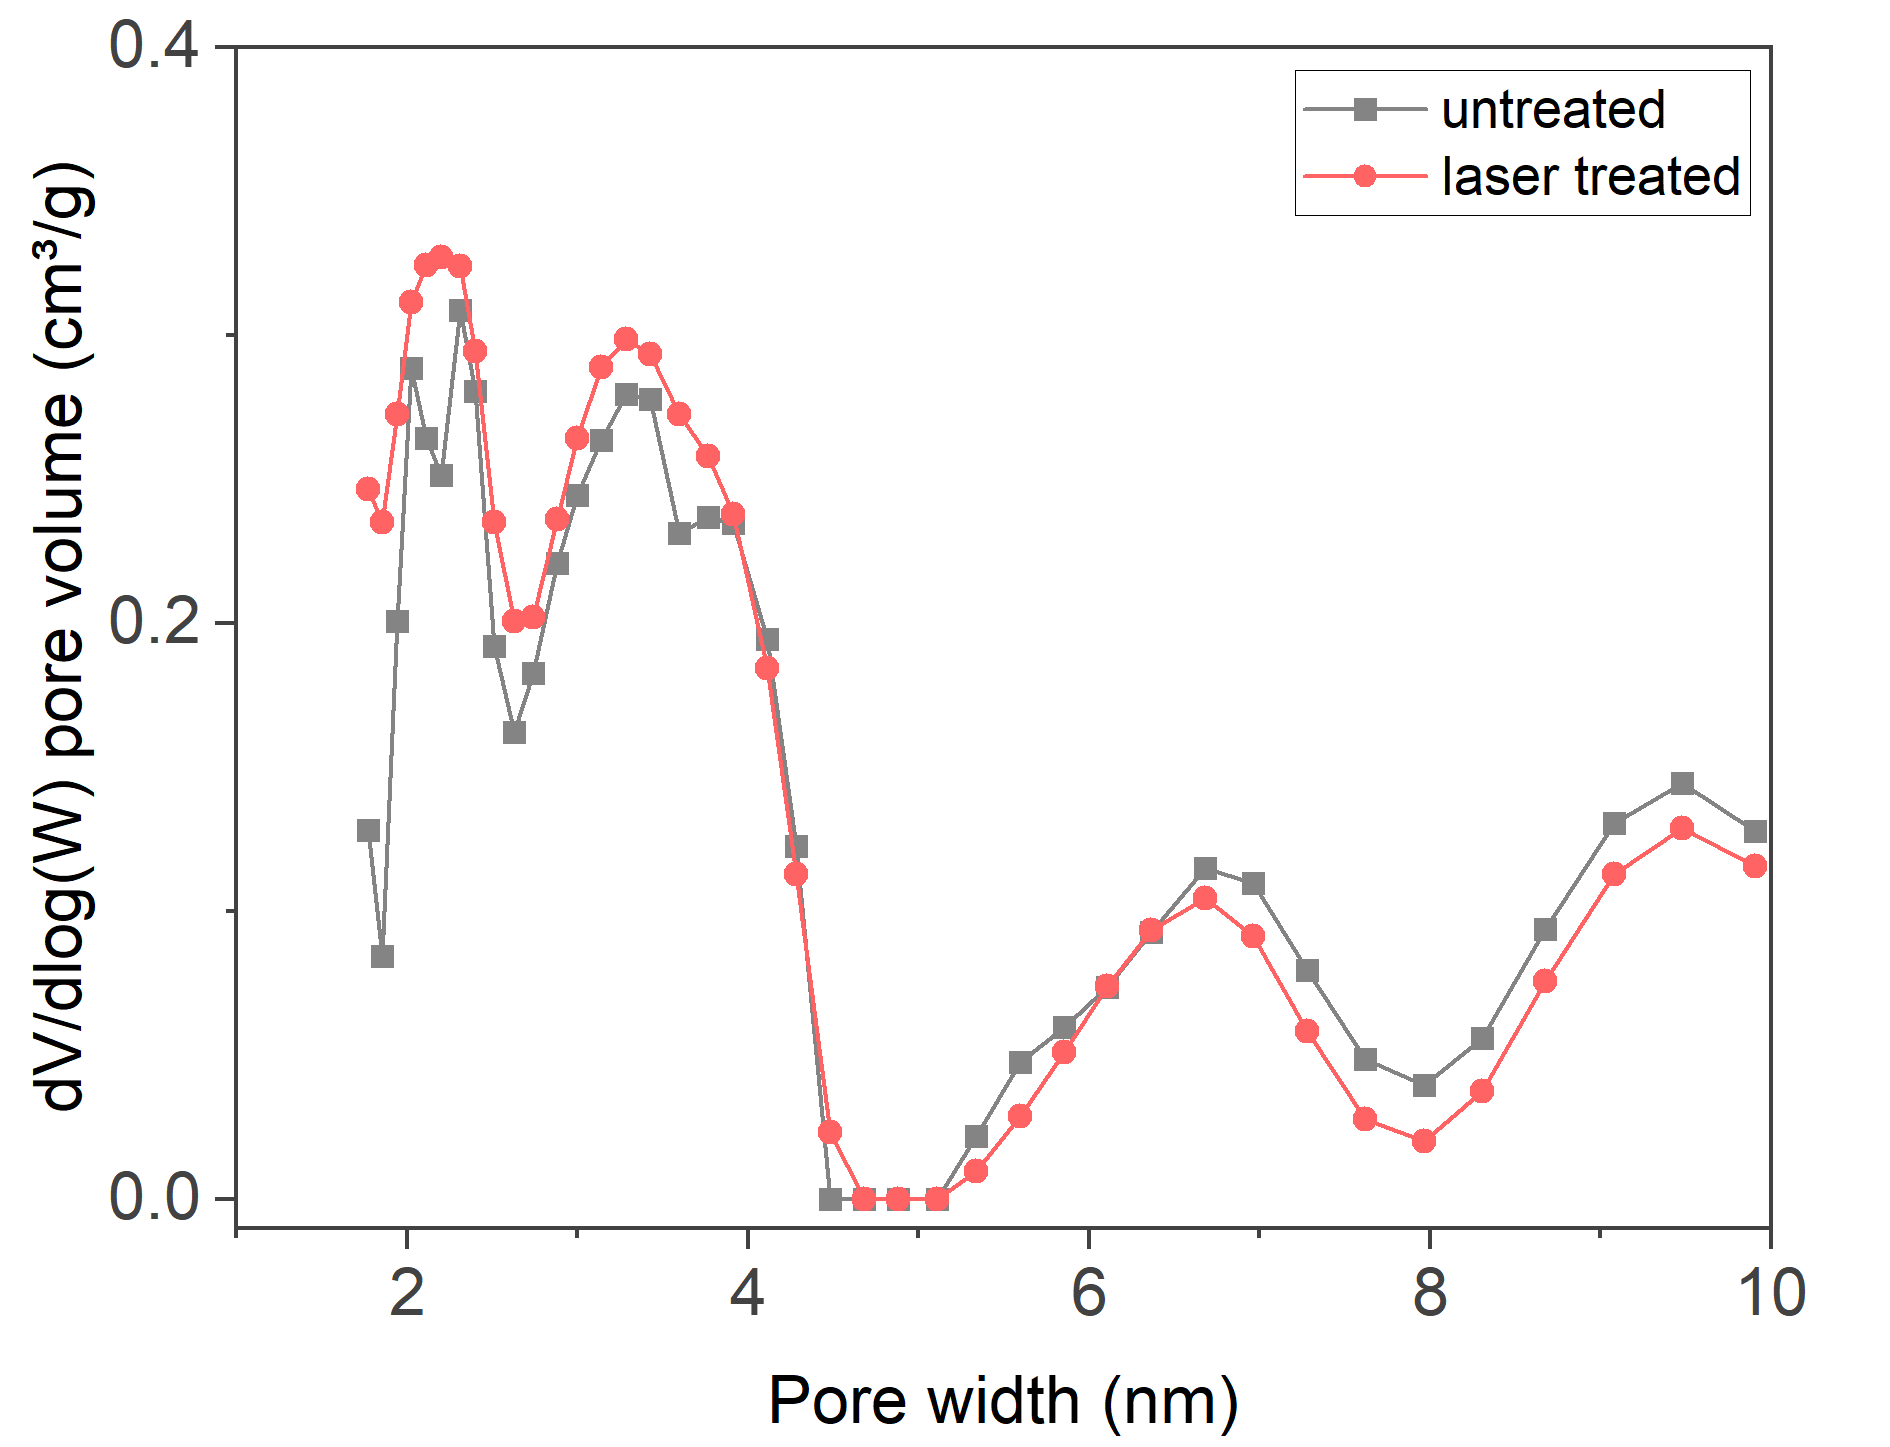 0.4
untreated
laser treated
dV/dlog(W) pore volume (cm³/g)
0.2
0.0
2 4 6 8 10
Pore width (nm)